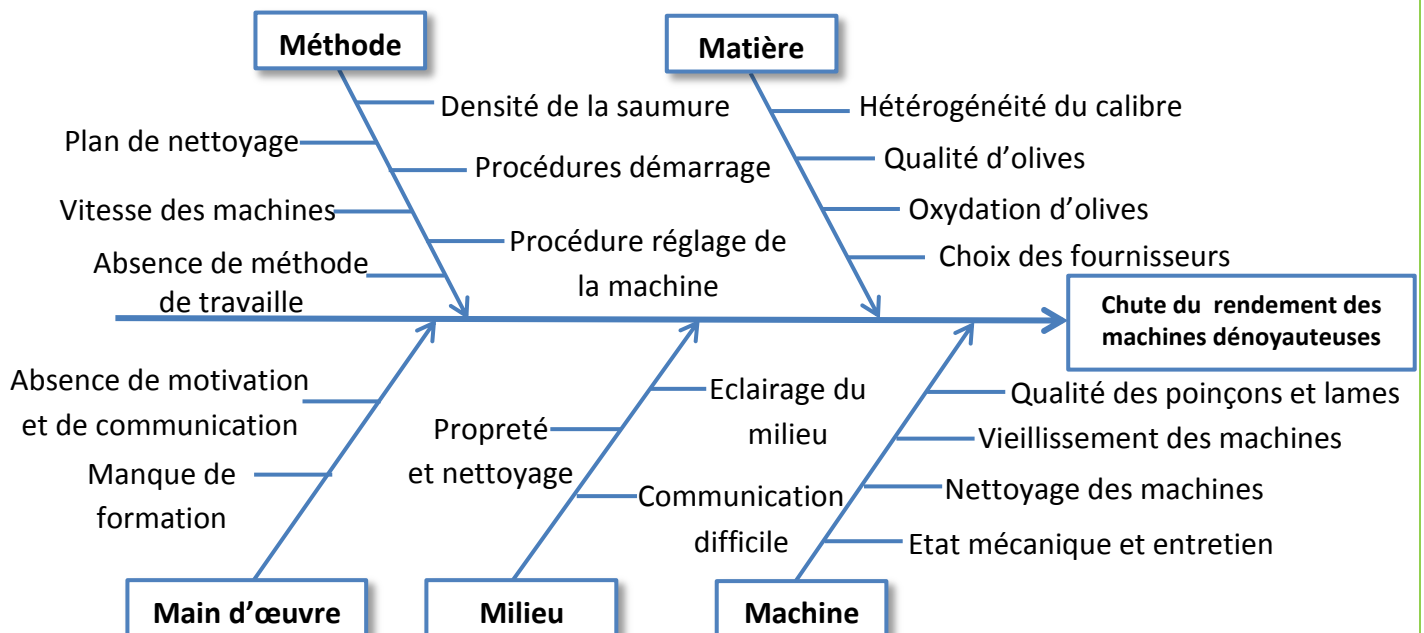 Méthode
Matière
Densité de la saumure
Hétérogénéité du calibre
Plan de nettoyage
Qualité d’olives
Procédures démarrage
Vitesse des machines
Oxydation d’olives
Procédure réglage de
la machine
Choix des fournisseurs
Absence de méthode
de travaille
Chute du rendement des
machines dénoyauteuses
Absence de motivation
et de communication
Eclairage du
milieu
Qualité des poinçons et lames
Propreté
et nettoyage
Vieillissement des machines
Manque de
formation
Communication
difficile
Nettoyage des machines
Etat mécanique et entretien
Main d’œuvre
Milieu
Machine